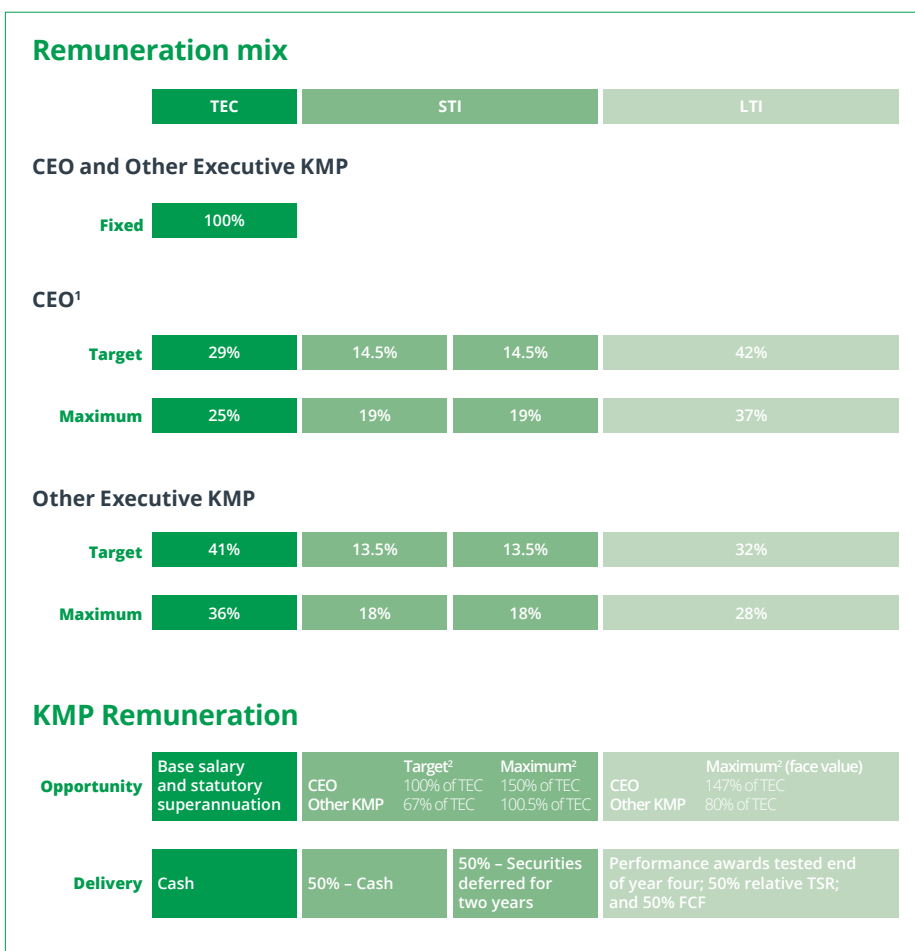 Remuneration mix
TEC STI LTI
CEO and Other Executive KMP
Fixed 100%
CEO¹
Target 29% 14.5% 14.5% 42%
Maximum 25% 19% 19% 37%
Other Executive KMP
Target 41% 13.5% 13.5% 32%
Maximum 36% 18% 18% 28%
KMP Remuneration
Opportunity
Base salary
and statutory
superannuation
Target² Maximum²
CEO 100% of TEC 150% of TEC
Other KMP 67% of TEC 100.5% of TEC
Maximum² (face value)
CEO 147% of TEC
Other KMP 80% of TEC
Delivery
Cash
50% – Cash
50% – Securities
deferred for
two years
Performance awards tested end
of year four; 50% relative TSR;
and 50% FCF